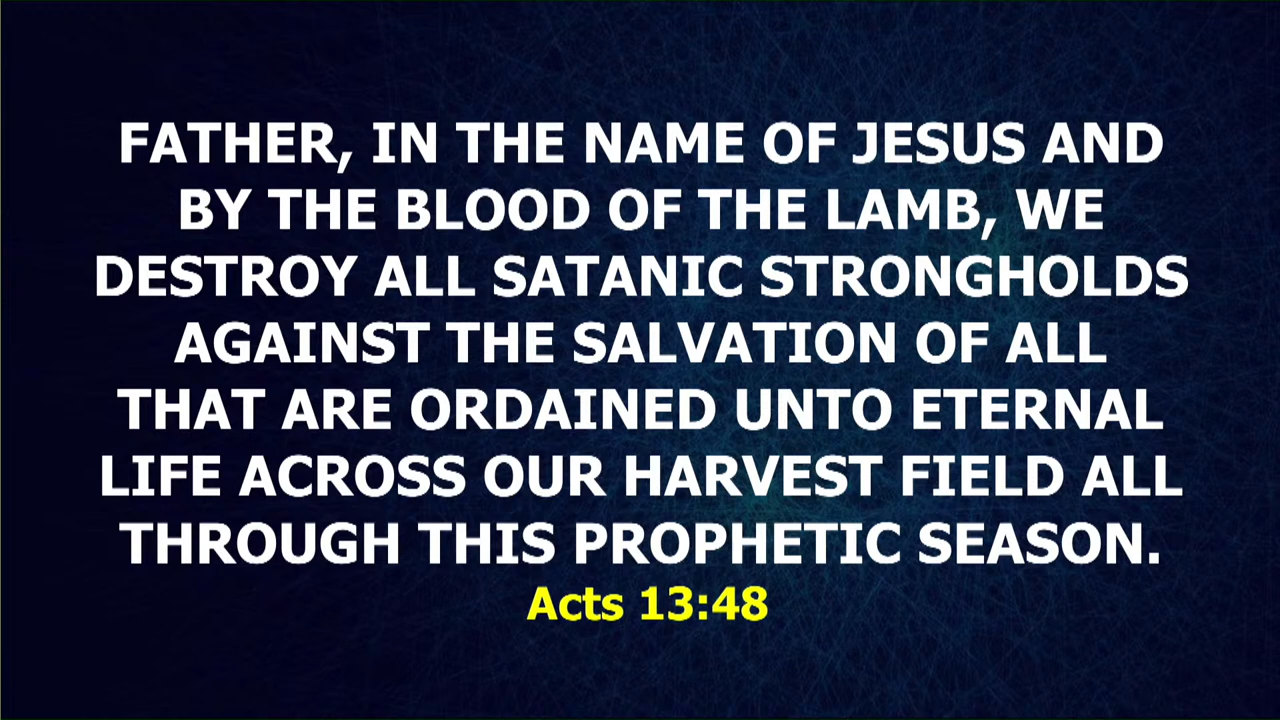 FATHER, IN THE NAME OF JESUS AND
BY THE BLOOD OF THE LAMB, WE
DESTROY ALL SATANIC STRONGHOLDS
AGAINST THE SALVATION OF ALL
THAT ARE ORDAINED UNTO ETERNAL
LIFE ACROSS OUR HARVEST FIELD ALL
THROUGH THIS PROPHETIC SEASON.
Acts 13:48